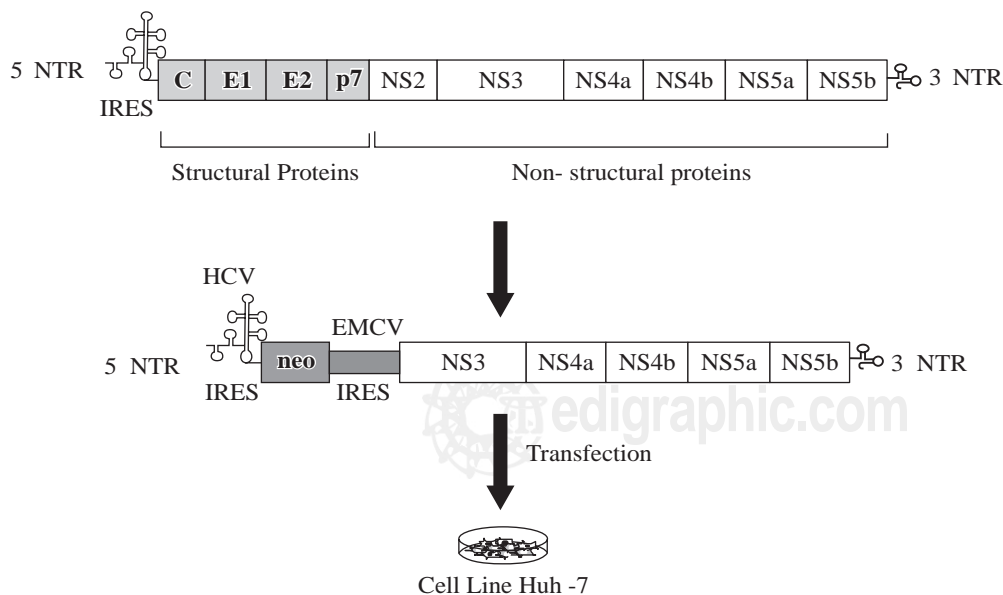 5 NTR
C E1 E2 p7 NS2 NS3 NS4a NS4b NS5a NS5b
3 NTR
IRES
Structural Proteins
Non- structural proteins
HCV
EMCV
5 NTR
neo
NS3 NS4a NS4b NS5a NS5b
3 NTR
IRES
IRES
edigraphic.com
Transfection
Cell Line Huh -7